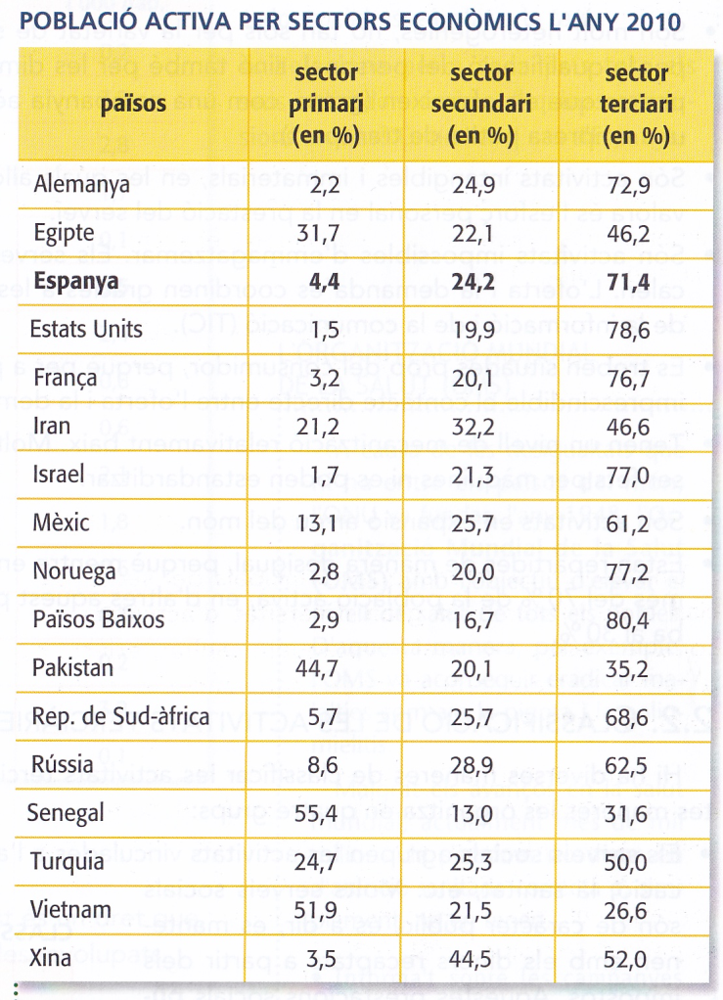 POBLACIÓ ACTIVA PER SECTORS ECONÒMICS L'ANY 2010
països sector primari (en %) sector secundári (en %) sector terciari (en %)
Alemanya 2,2 24,9 72,9
Egipte 31,7 22,1 46,2
Espanya 4,4 24,2 71,4
Estats Units 1,5 19,9 78,6
França 3,2 20,1 76,7
Iran 21,2 32,2 46,6
Israel 1,7 21,3 77,0
Mèxic 13,1 25,7 61,2
Noruega 2,8 20,0 77,2
Països Baixos 2,9 16,7 80,4
Pakistan 44,7 20,1 35,2
Rep. de Sud-àfrica 5,7 25,7 68,6
Rússia 8,6 28,9 62,5
Senegal 55,4 13,0 31,6
Turquia 24,7 25,3 50,0
Vietnam 51,9 21,5 26,6
Xina 3,5 44,5 52,0